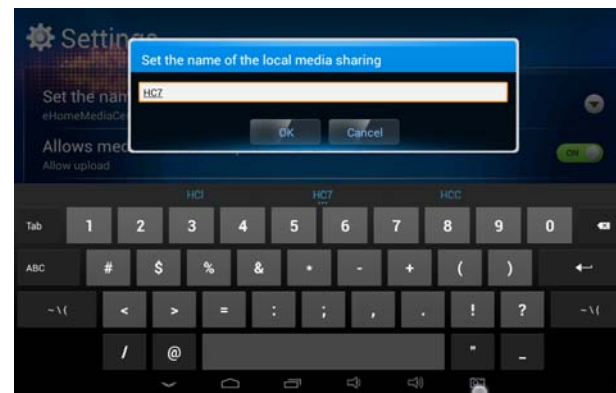 Settings
Set the name of the local media sharing
Set the nam
HC7
eHomeMediaCe
OK Cancel
Allows med
ON
Allow upload
HCI HC7 HCC
Tab 1 2 3 4 5 6 7 8 9 0
ABC # $ % & * - + ( )
~ \ { < > = : ; , . ! ? ~ \ {
/ @ " _